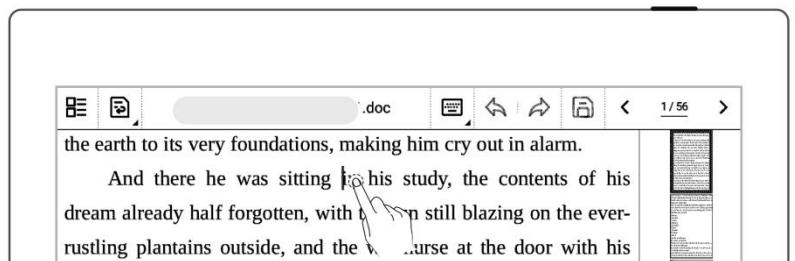 .doc
1 / 56
the earth to its very foundations, making him cry out in alarm.
And there he was sitting his study, the contents of his
dream already half forgotten, with still blazing on the ever-
rustling plantains outside, and the at the door with his